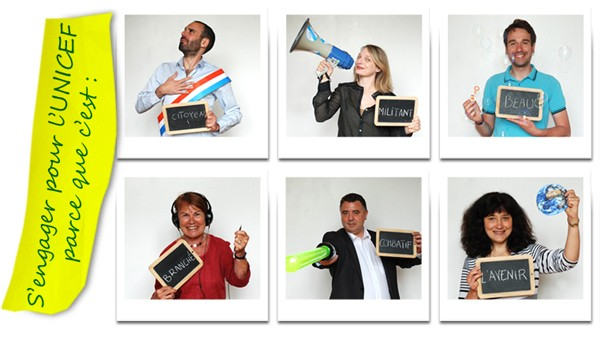 S'engager pour l'UNICEF
parce que c'est :
CITOYEN
MILITANT
BEAU
BRANCHÉ
COMBATIF
L'AVENIR